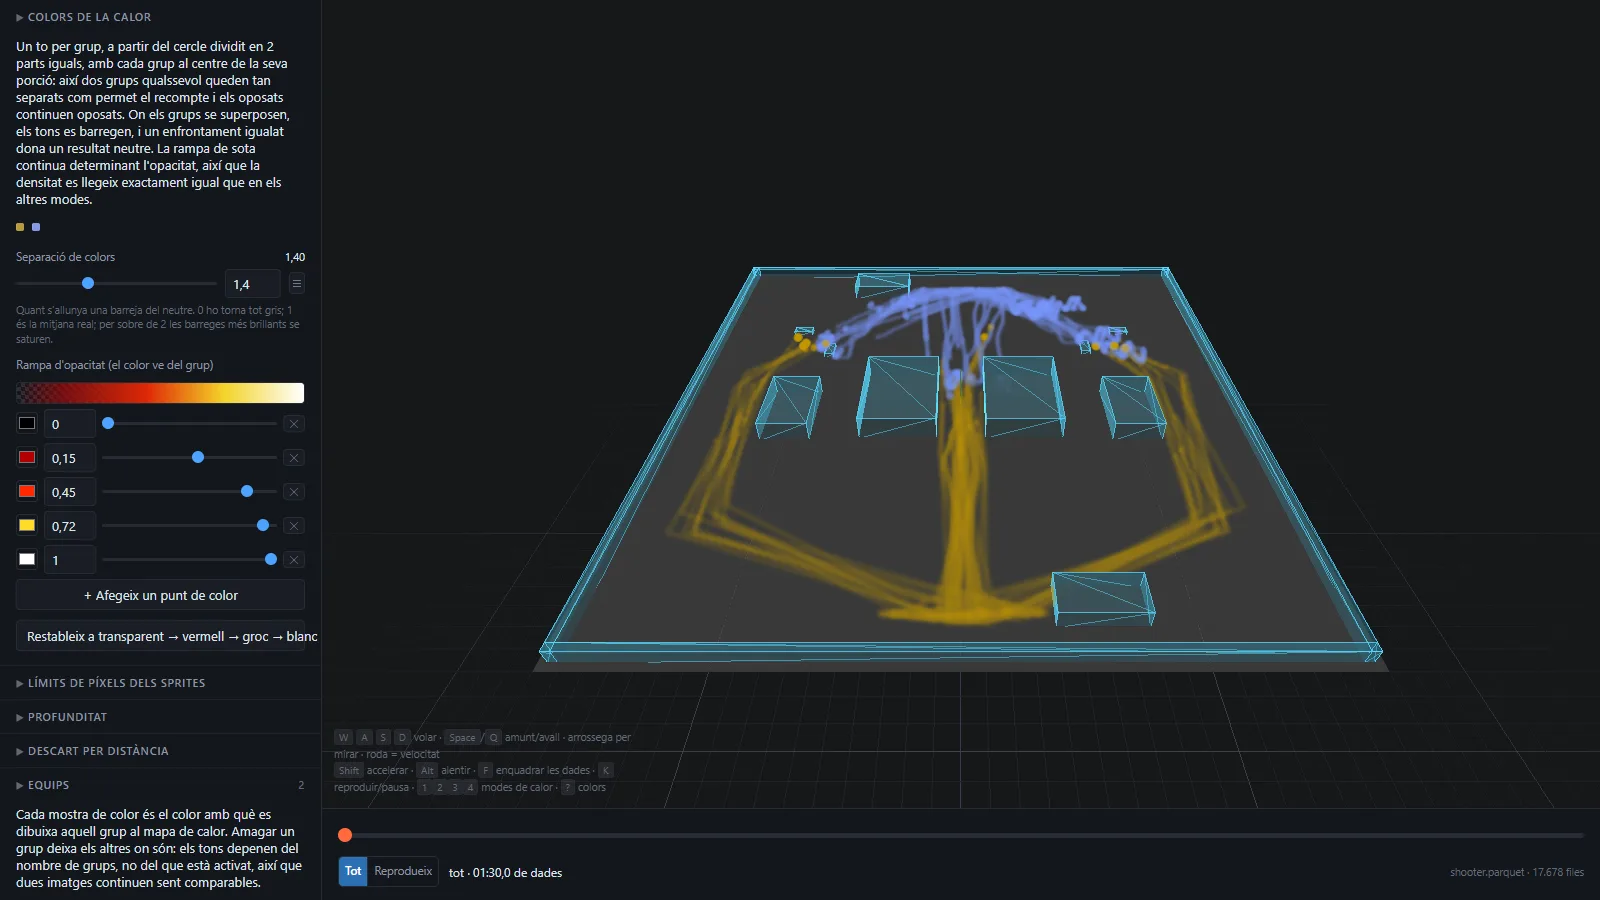 COLORS DE LA CALOR
Un to per grup, a partir del cercle dividit en 2
parts iguals, amb cada grup al centre de la seva
porció: així dos grups qualssevol queden tan
separats com permet el recompte i els oposats
continuen oposats. On els grups se superposen,
els tons es barregen, i un enfrontament igualat
dona un resultat neutre. La rampa de sota
continua determinant l'opacitat, així que la
densitat es llegeix exactament igual que en els
altres modes.
Separació de colors 1,40
1,4
Quant s'allunya una barreja del neutre. 0 ho torna tot gris; 1
és la mitjana real; per sobre de 2 les barreges més brillants se
saturen.
Rampa d'opacitat (el color ve del grup)
0
0,15
0,45
0,72
1
+ Afegeix un punt de color
Restableix a transparent → vermell → groc → blanc
LÍMITS DE PÍXELS DELS SPRITES
PROFUNDITAT
DESCART PER DISTÀNCIA
EQUIPS 2
Cada mostra de color és el color amb què es
dibuixa aquell grup al mapa de calor. Amagar un
grup deixa els altres on són: els tons depenen del
nombre de grups, no del que està activat, així que
dues imatges continuen sent comparables.
W A S D volar · Space / Q amunt/avall · arrossega per
mirar · roda = velocitat
Shift accelerar · Alt alentir · F enquadrar les dades · K
reproduir/pausa · 1 2 3 4 modes de calor · ? colors
Tot Reprodueix tot · 01:30,0 de dades
shooter.parquet · 17.678 files